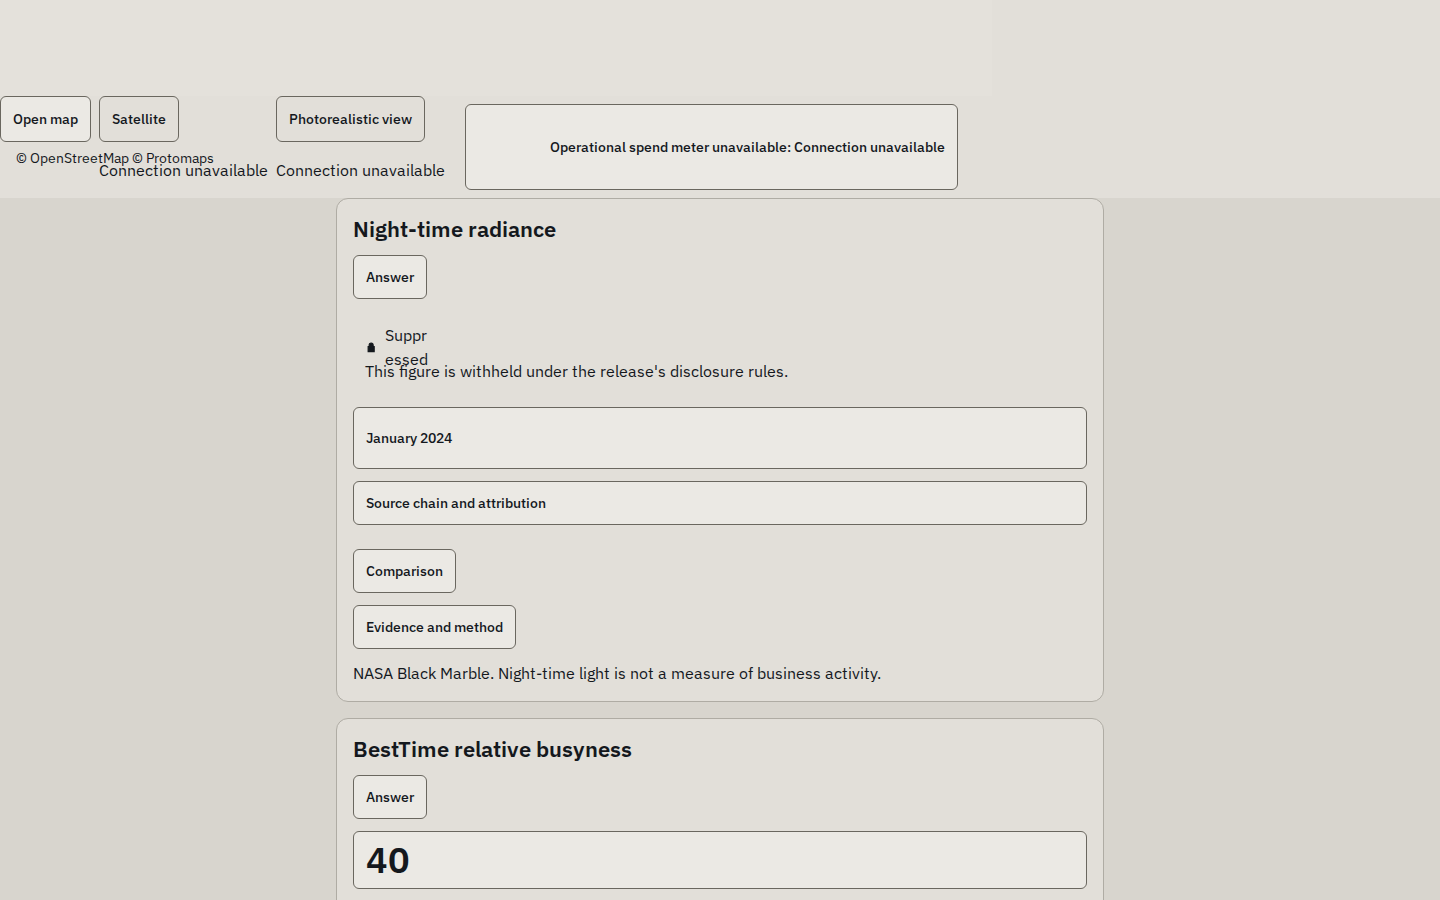 Open map
Satellite
Photorealistic view
Operational spend meter unavailable: Connection unavailable
© OpenStreetMap © Protomaps
Connection unavailable
Connection unavailable
Night-time radiance
Answer
Suppr
essed
This figure is withheld under the release's disclosure rules.
January 2024
Source chain and attribution
Comparison
Evidence and method
NASA Black Marble. Night-time light is not a measure of business activity.
BestTime relative busyness
Answer
40